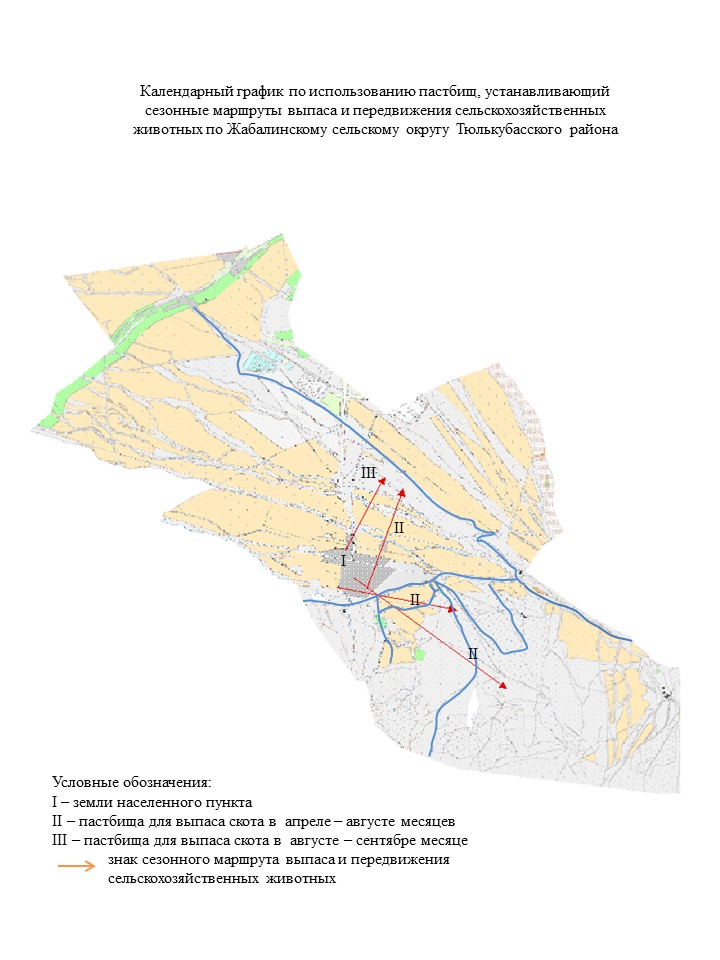 Календарный график по использованию пастбищ, устанавливающий
сезонные маршруты выпаса и передвижения сельскохозяйственных
животных по Жабалинскому сельскому округу Тюлькубасского района
III
II
I
II
II
Условные обозначения:
I – земли населенного пункта
II – пастбища для выпаса скота в апреле – августе месяцев
III – пастбища для выпаса скота в августе – сентябре месяце
знак сезонного маршрута выпаса и передвижения
сельскохозяйственных животных